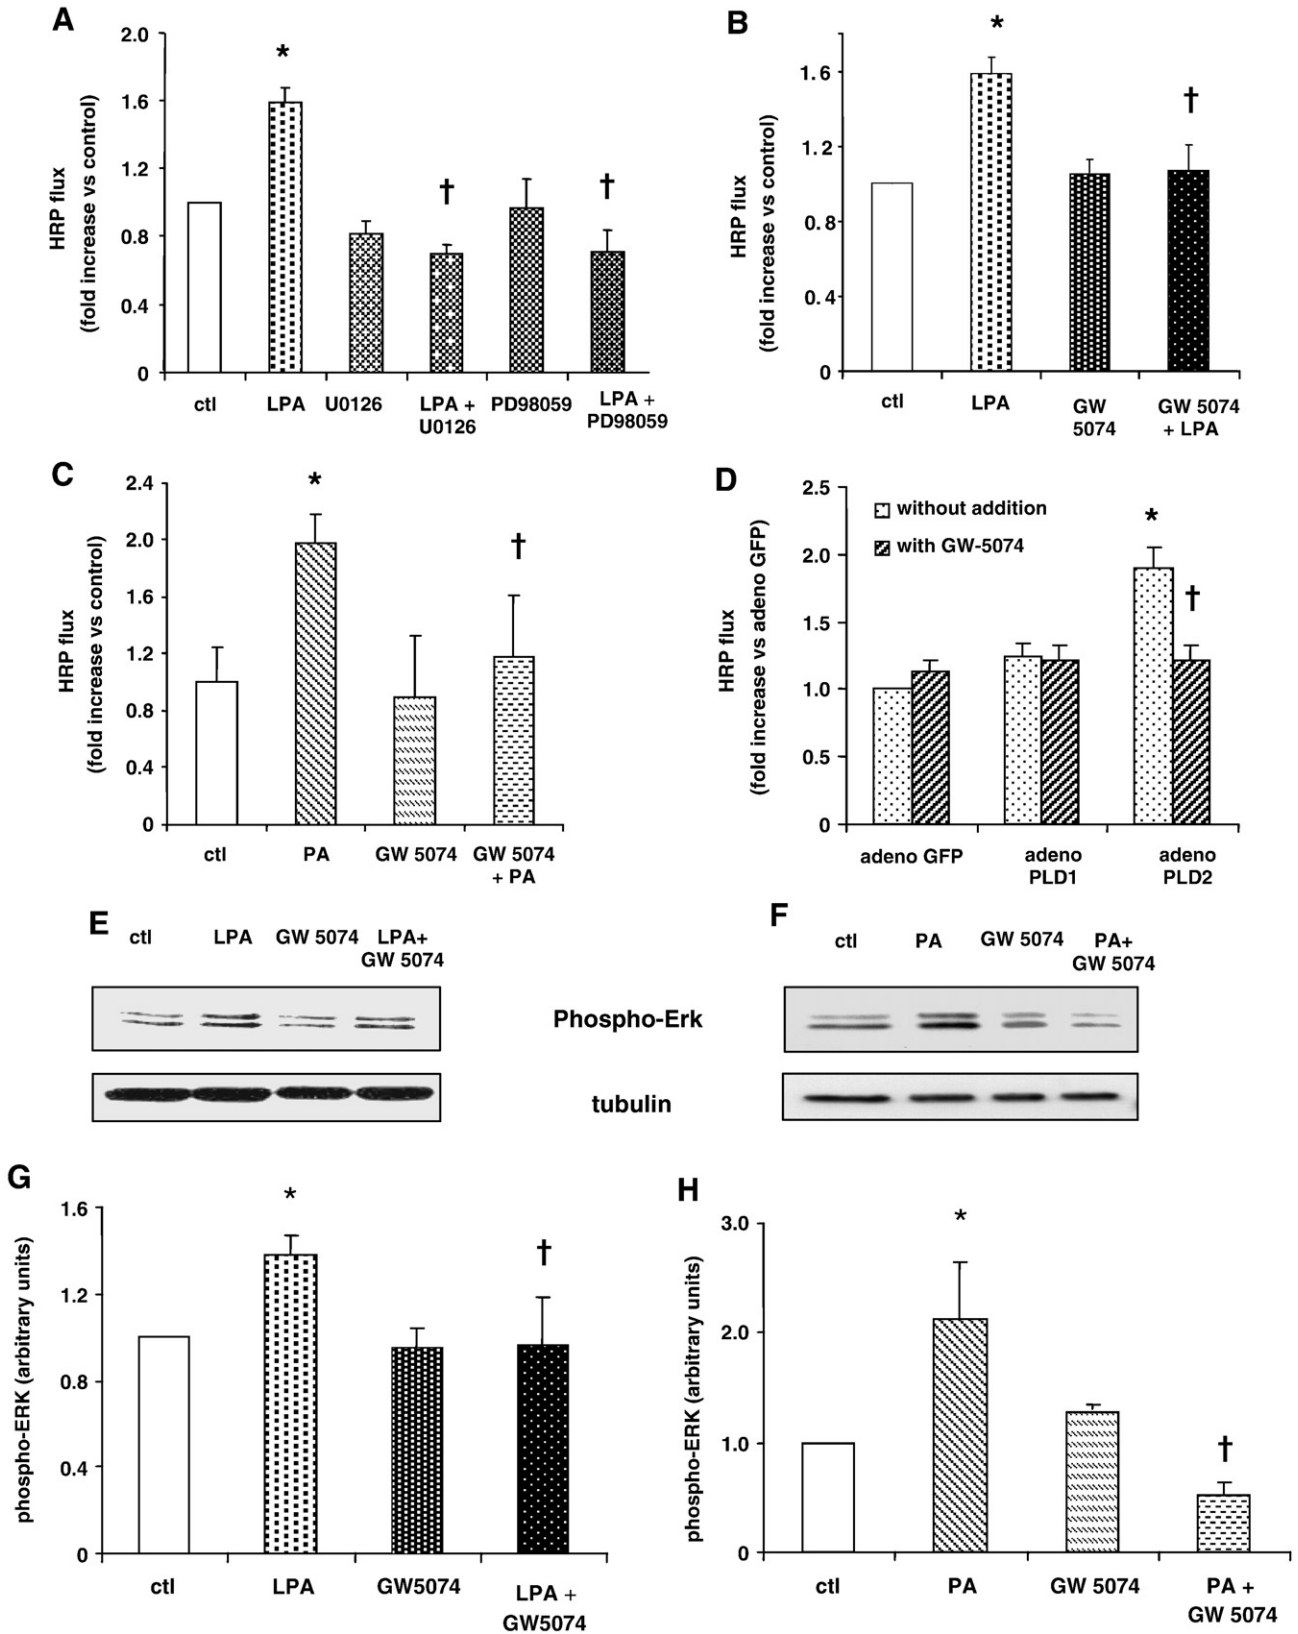 A
HRP flux
(fold increase vs control)
2.0
1.6
1.2
0.8
0.4
0
*
†
†
ctl
LPA
U0126
LPA +
U0126
PD98059
LPA +
PD98059
B
HRP flux
(fold increase vs control)
1.6
1.2
0.8
0.4
0
*
†
ctl
LPA
GW
5074
GW 5074
+ LPA
C
HRP flux
(fold increase vs control)
2.4
2.0
1.6
1.2
0.8
0.4
0
*
†
ctl
PA
GW 5074
GW 5074
+ PA
D
HRP flux
(fold increase vs adeno GFP)
2.5
2.0
1.5
1.0
0.5
0
without addition
with GW-5074
*
†
adeno GFP
adeno
PLD1
adeno
PLD2
E
ctl
LPA
GW 5074
LPA+
GW 5074
F
ctl
PA
GW 5074
PA+
GW 5074
Phospho-Erk
tubulin
G
phospho-ERK (arbitrary units)
1.6
1.2
0.8
0.4
0
*
†
ctl
LPA
GW5074
LPA +
GW5074
H
phospho-ERK (arbitrary units)
3.0
2.0
1.0
0
*
†
ctl
PA
GW 5074
PA +
GW 5074